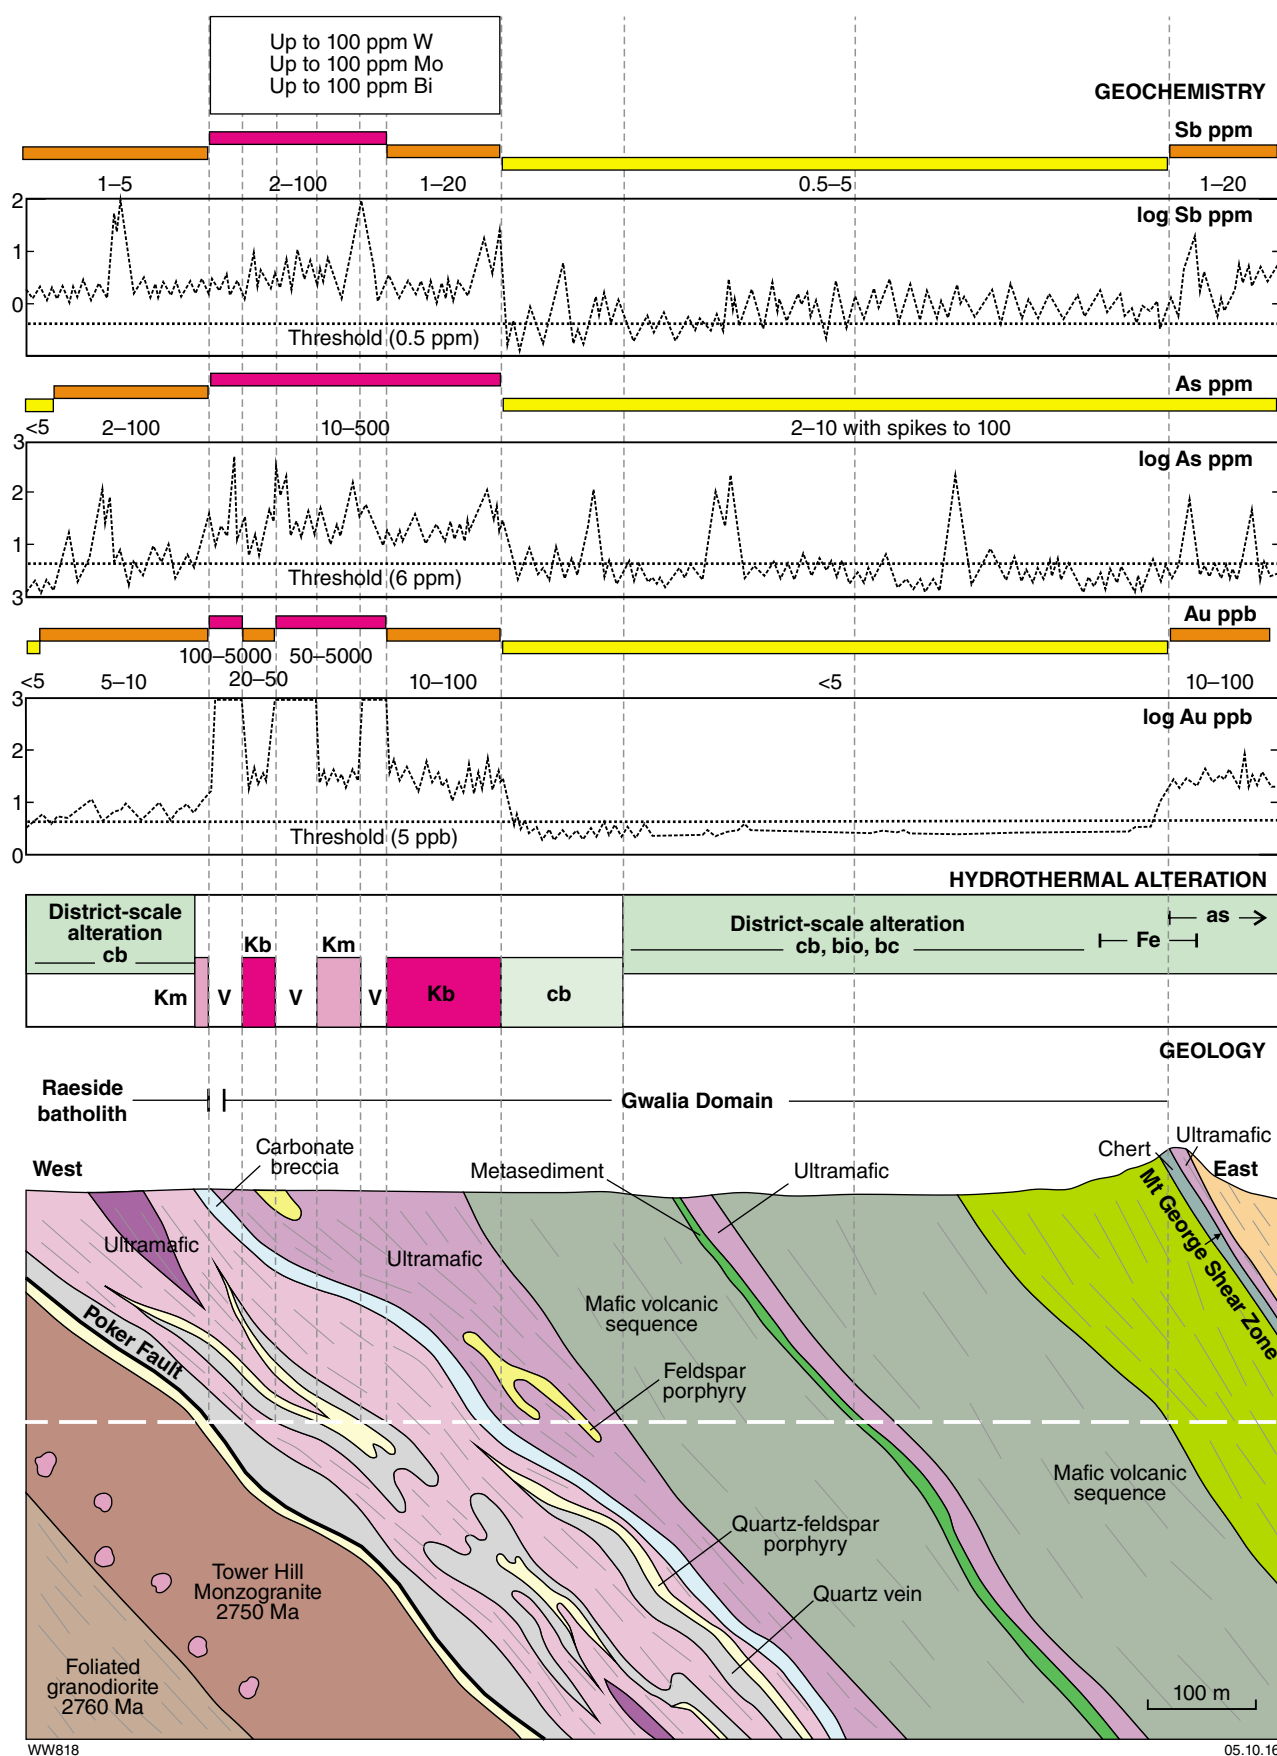 Up to 100 ppm W
Up to 100 ppm Mo
Up to 100 ppm Bi
GEOCHEMISTRY
Sb ppm
1–5
2–100
1–20
0.5–5
1–20
2
log Sb ppm
1
0
Threshold (0.5 ppm)
As ppm
<5
2–100
10–500
2–10 with spikes to 100
3
log As ppm
2
1
Threshold (6 ppm)
3
Au ppb
100–5000
50–5000
<5
5–10
20–50
10–100
<5
10–100
3
log Au ppb
2
1
Threshold (5 ppb)
0
HYDROTHERMAL ALTERATION
District-scale
alteration
cb
Kb
Km
District-scale alteration
cb, bio, bc
as
Fe
Km
V
V
V
Kb
cb
GEOLOGY
Raeside
batholith
Gwalia Domain
West
Carbonate
breccia
Metasediment
Ultramafic
Chert
Ultramafic
East
Ultramafic
Ultramafic
Mt George Shear Zone
Poker Fault
Mafic volcanic
sequence
Feldspar
porphyry
Mafic volcanic
sequence
Quartz-feldspar
porphyry
Quartz vein
Tower Hill
Monzogranite
2750 Ma
Foliated
granodiorite
2760 Ma
100 m
WW818
05.10.16